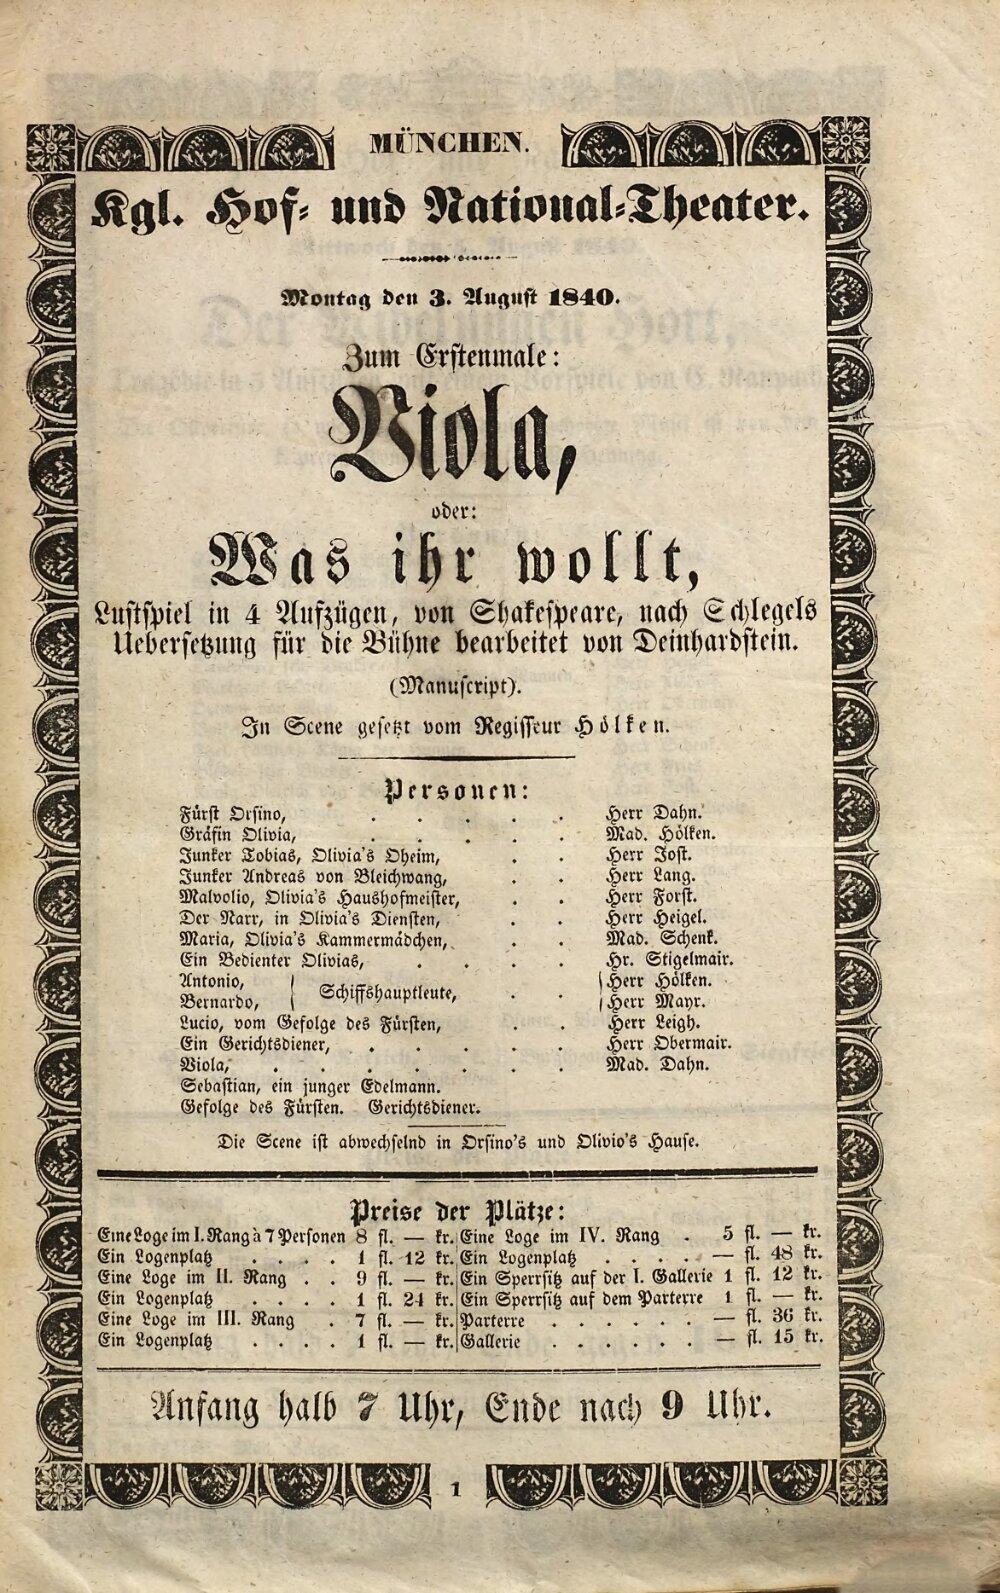 MÜNCHEN.
Kgl. Hof- und National-Theater.
Montag den 3. August 1840.
Zum Erstenmale:
Viola,
oder:
Was ihr wollt,
Lustspiel in 4 Aufzügen, von Shakespeare, nach Schlegels
Uebersetzung für die Bühne bearbeitet von Deinhardstein.
(Manuscript).
In Scene gesetzt vom Regisseur Hölken.
Personen:
Fürst Orsino, . . . . . Herr Dahn.
Gräfin Olivia, . . . . . Mad. Hölken.
Junker Tobias, Olivia's Oheim, . . Herr Jost.
Junker Andreas von Bleichwang, . . Herr Lang.
Malvolio, Olivia's Haushofmeister, . . Herr Forst.
Der Narr, in Olivia's Diensten, . . Herr Heigel.
Maria, Olivia's Kammermädchen, . . Mad. Schenk.
Ein Bedienter Olivias, . . . . Hr. Stigelmair.
Antonio, Herr Hölken.
Schiffshauptleute, . .
Bernardo, Herr Mayr.
Lucio, vom Gefolge des Fürsten, . . Herr Leigh.
Ein Gerichtsdiener, . . . . . Herr Obermair.
Viola, . . . . . . . Mad. Dahn.
Sebastian, ein junger Edelmann.
Gefolge des Fürsten. Gerichtsdiener.
Die Scene ist abwechselnd in Orsino's und Olivio's Hause.
Preise der Plätze:
Eine Loge im I. Rang à 7 Personen 8 fl. — kr. Eine Loge im IV. Rang . 5 fl. — kr.
Ein Logenplatz . . . . 1 fl. 12 kr. Ein Logenplatz . . . . — fl. 48 kr.
Eine Loge im II. Rang . . 9 fl. — kr. Ein Sperrsitz auf der I. Gallerie 1 fl. 12 kr.
Ein Logenplatz . . . . 1 fl. 24 kr. Ein Sperrsitz auf dem Parterre 1 fl. — kr.
Eine Loge im III. Rang . 7 fl. — kr. Parterre . . . . . . — fl. 36 kr.
Ein Logenplatz . . . . 1 fl. — kr. Gallerie . . . . . . — fl. 15 kr.
Anfang halb 7 Uhr, Ende nach 9 Uhr.
1